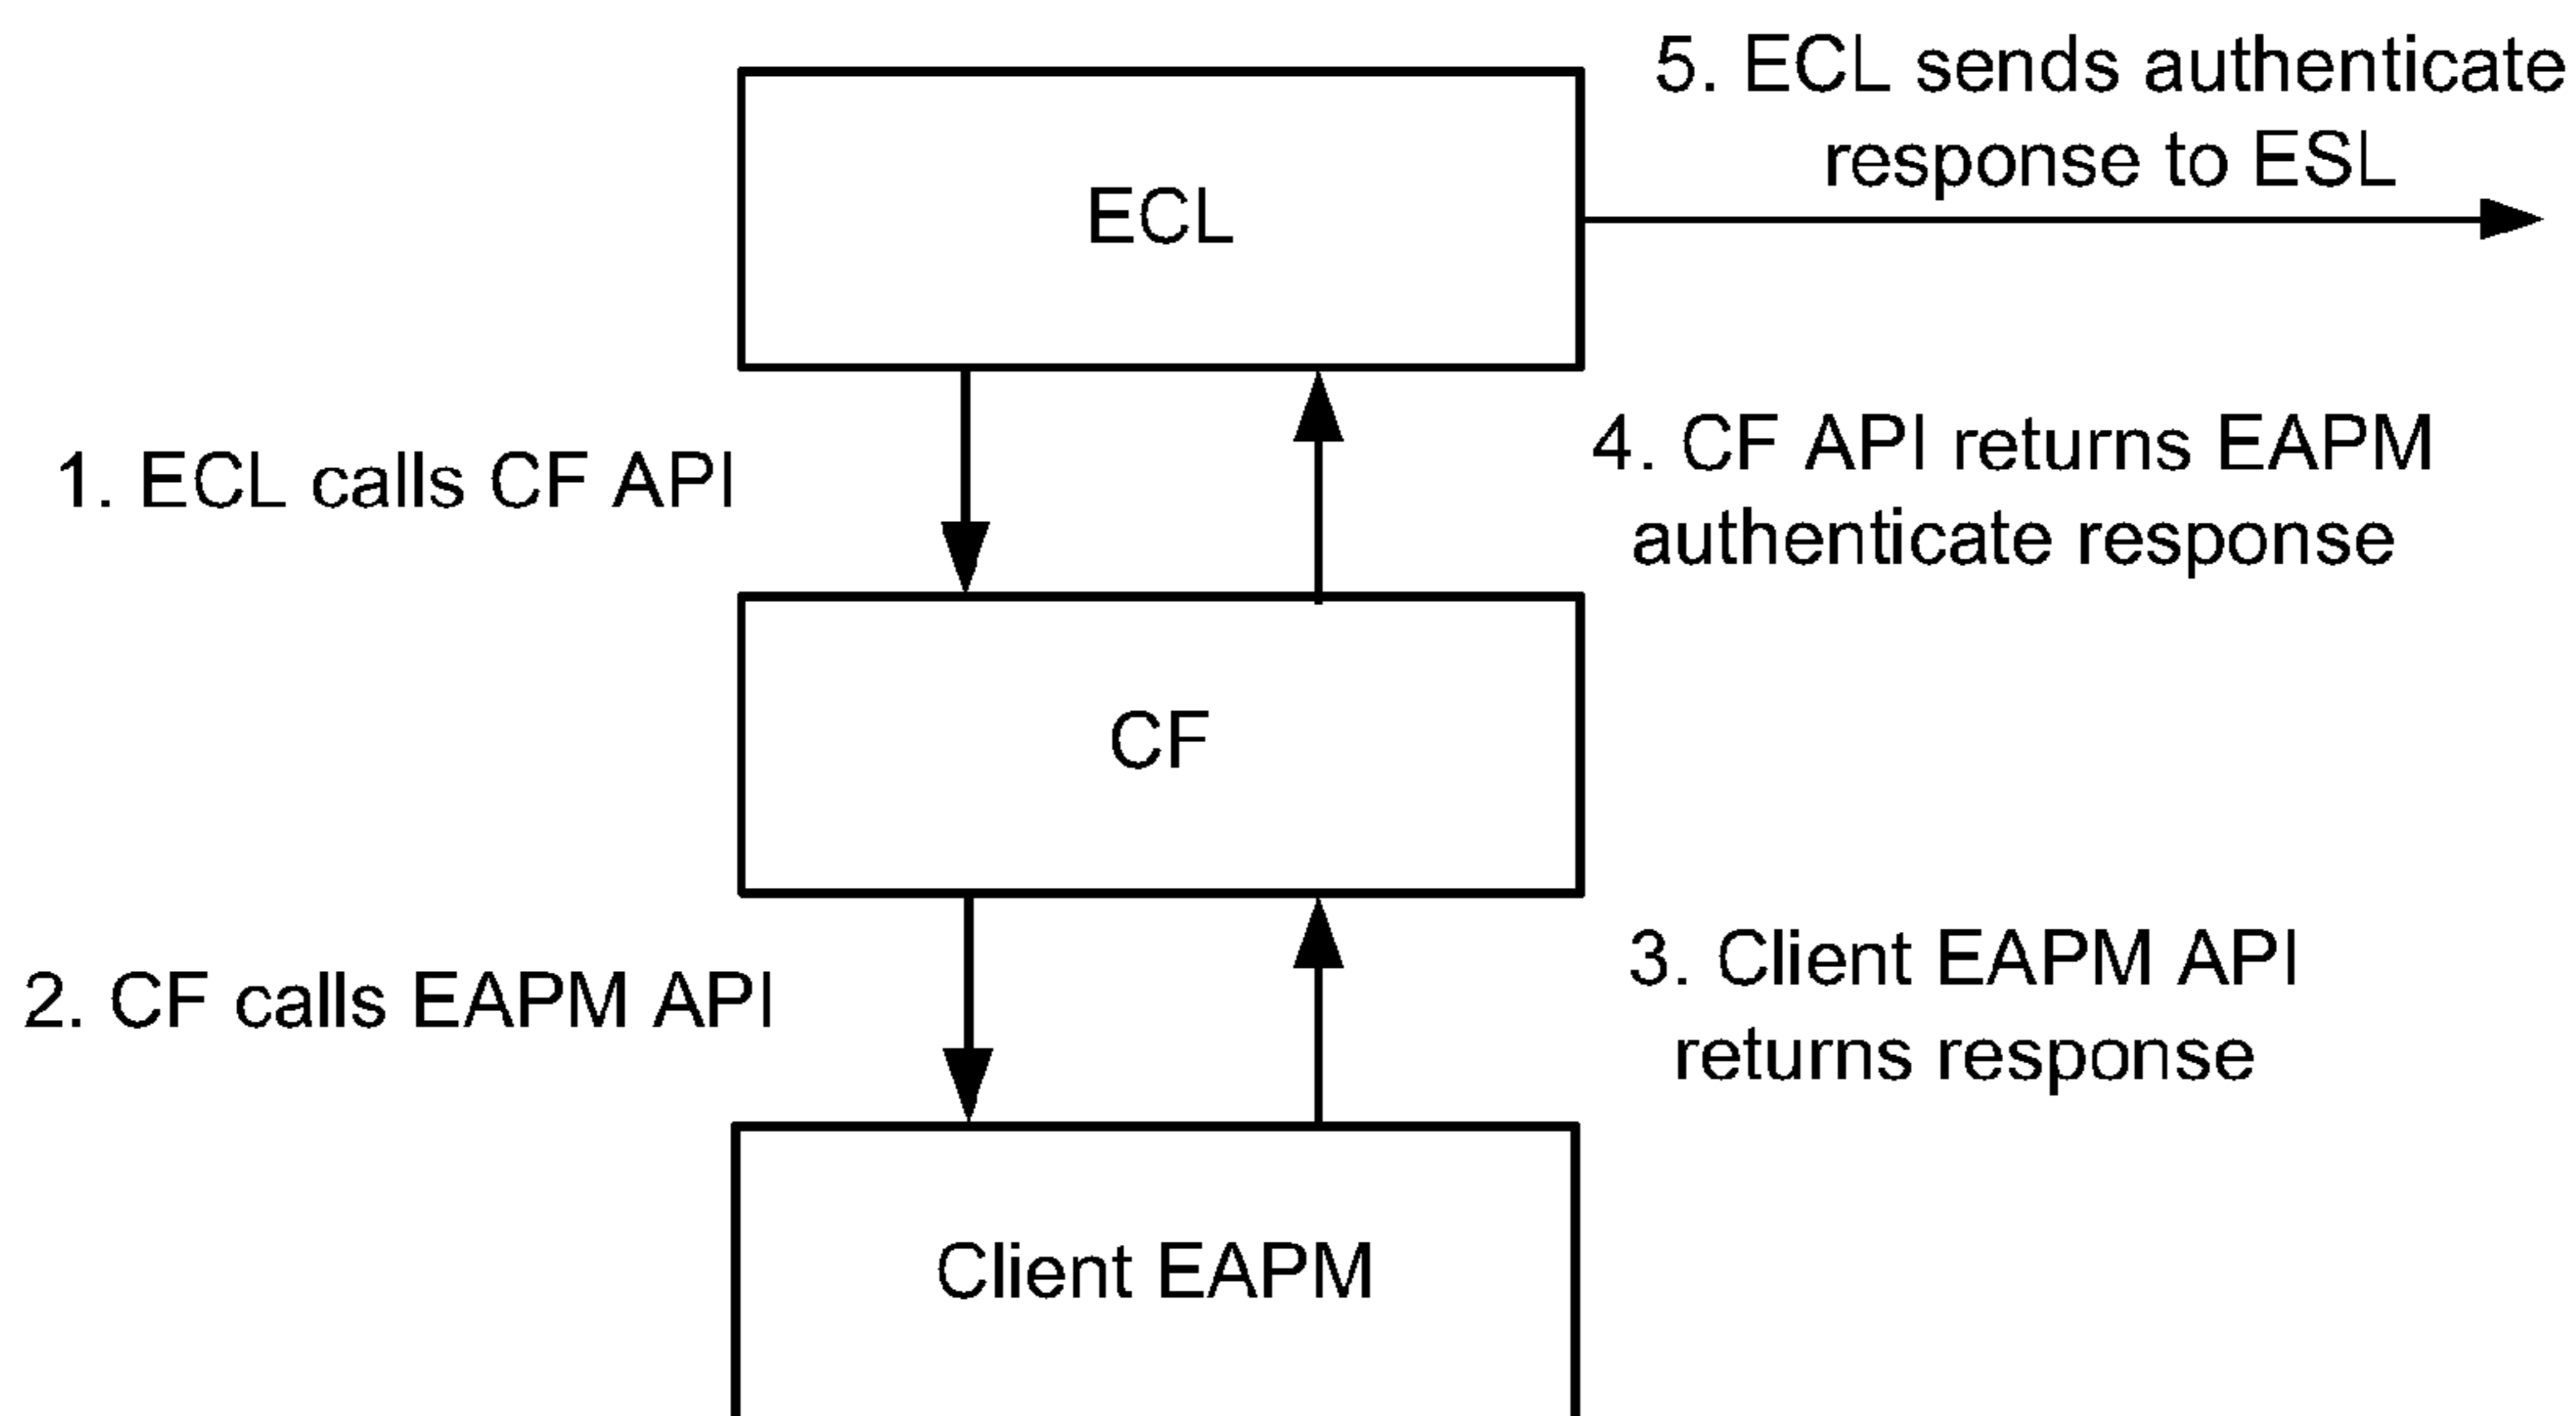 5. ECL sends authenticate
response to ESL
ECL
1. ECL calls CF API
4. CF API returns EAPM
authenticate response
CF
2. CF calls EAPM API
3. Client EAPM API
returns response
Client EAPM